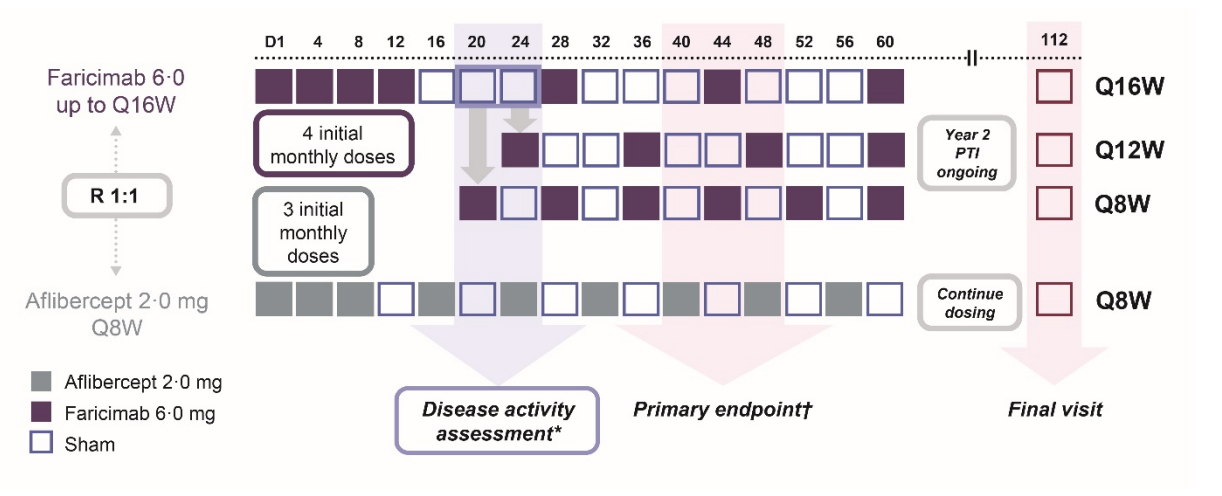 D1 4 8 12 16 20 24 28 32 36 40 44 48 52 56 60 112
Faricimab 6·0
up to Q16W
Q16W
4 initial
monthly doses
Year 2
PTI
ongoing
Q12W
R 1:1
3 initial
monthly
doses
Q8W
Aflibercept 2·0 mg
Q8W
Continue
dosing
Q8W
Aflibercept 2·0 mg
Faricimab 6·0 mg
Sham
Disease activity
assessment*
Primary endpoint†
Final visit